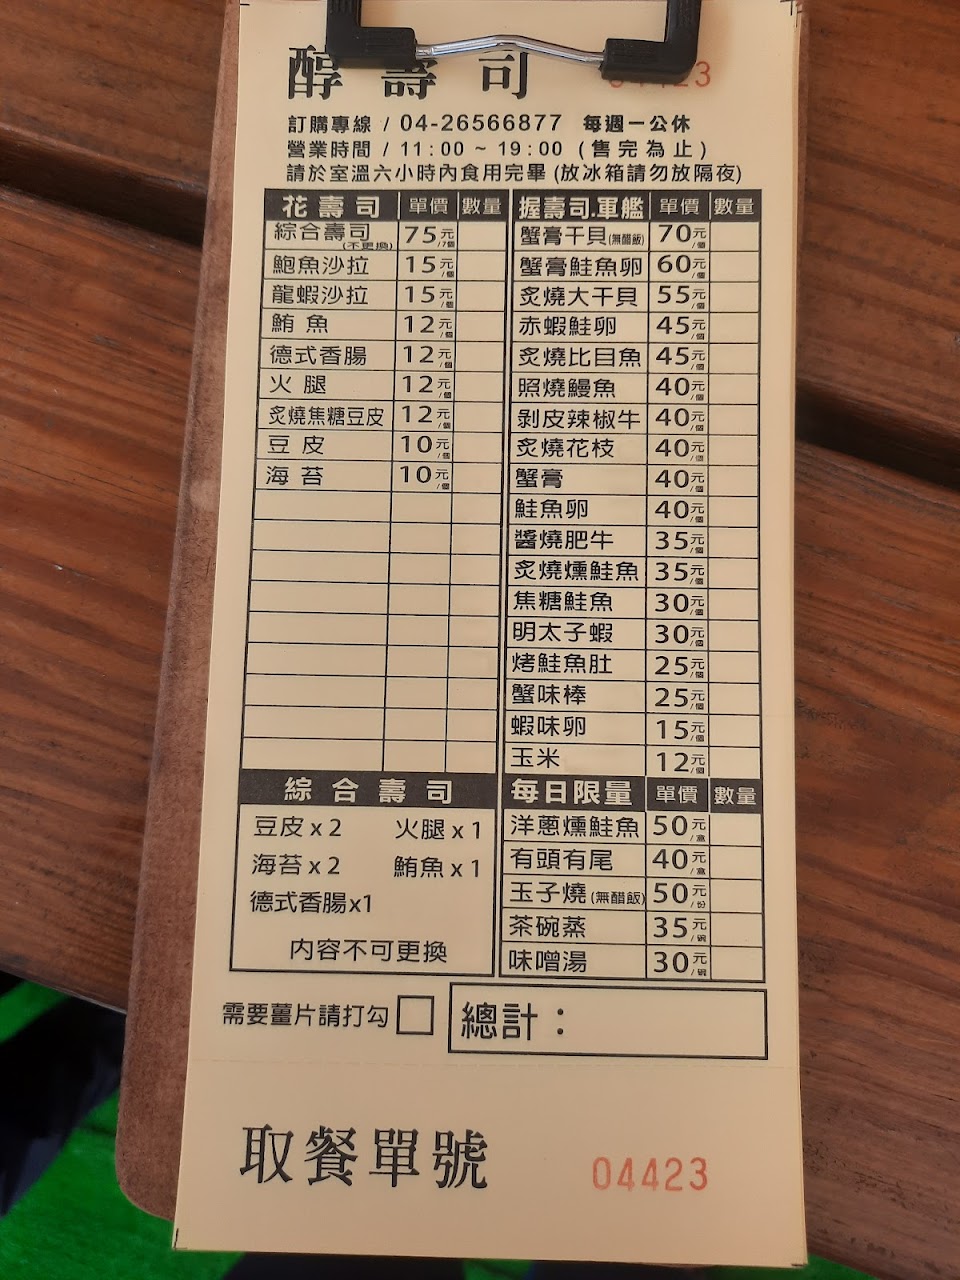 醇壽司
04423
訂購專線 / 04-26566877 每週一公休
營業時間 / 11:00 ~ 19:00 (售完為止)
請於室溫六小時內食用完畢 (放冰箱請勿放隔夜)
花壽司 單價 數量
綜合壽司(不更換) 75元/7個
鮑魚沙拉 15元/個
龍蝦沙拉 15元/個
鮪魚 12元/個
德式香腸 12元/個
火腿 12元/個
炙燒焦糖豆皮 12元/個
豆皮 10元/個
海苔 10元/個
握壽司.軍艦 單價 數量
蟹膏干貝(無醋飯) 70元/個
蟹膏鮭魚卵 60元/個
炙燒大干貝 55元/個
赤蝦鮭卵 45元/個
炙燒比目魚 45元/個
照燒鰻魚 40元/個
剝皮辣椒牛 40元/個
炙燒花枝 40元/個
蟹膏 40元/個
鮭魚卵 40元/個
醬燒肥牛 35元/個
炙燒燻鮭魚 35元/個
焦糖鮭魚 30元/個
明太子蝦 30元/個
烤鮭魚肚 25元/個
蟹味棒 25元/個
蝦味卵 15元/個
玉米 12元/個
綜合壽司
豆皮x2 火腿x1
海苔x2 鮪魚x1
德式香腸x1
內容不可更換
每日限量 單價 數量
洋蔥燻鮭魚 50元/盒
有頭有尾 40元/盒
玉子燒(無醋飯) 50元/份
茶碗蒸 35元/碗
味噌湯 30元/碗
需要薑片請打勾
總計：
取餐單號 04423